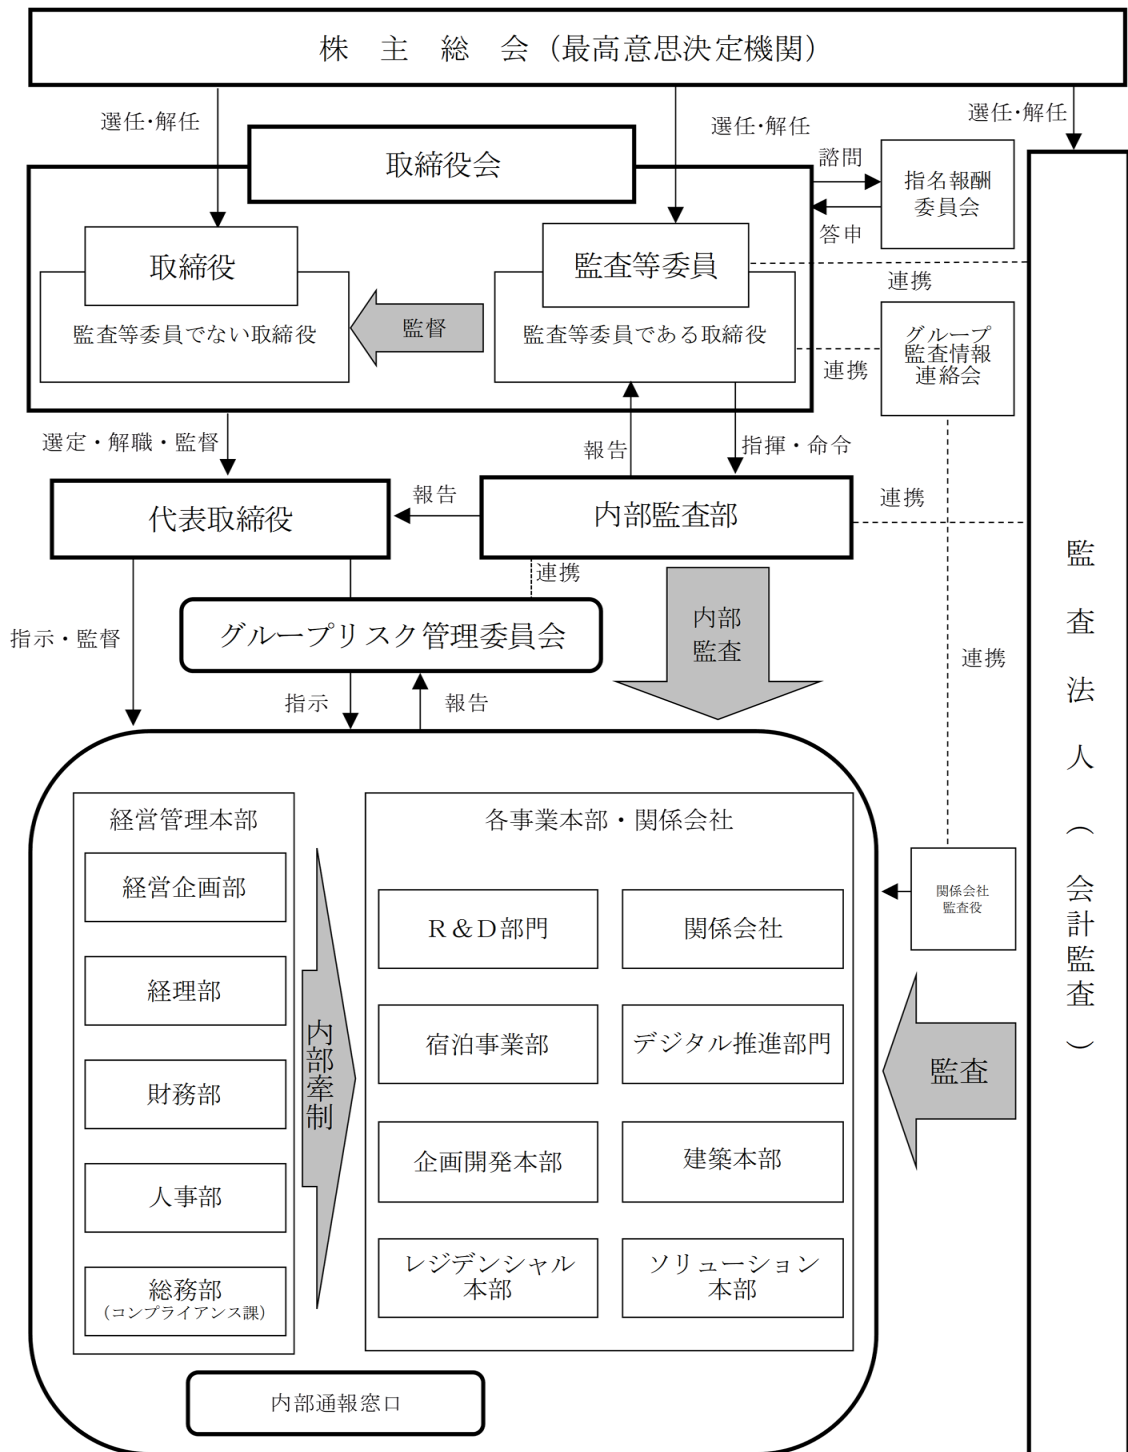 株 主 総 会（最高意思決定機関）
選任･解任
選任･解任
選任･解任
取締役会
諮問
答申
指名報酬
委員会
取締役
監査等委員でない取締役
監督
監査等委員
監査等委員である取締役
連携
連携
グループ
監査情報
連絡会
選定・解職・監督
報告
指揮・命令
代表取締役
報告
内部監査部
連携
連携
グループリスク管理委員会
指示・監督
指示
報告
内部
監査
連携
監査法人（会計監査）
経営管理本部
経営企画部
経理部
財務部
人事部
総務部
（コンプライアンス課）
内部牽制
各事業本部・関係会社
Ｒ＆Ｄ部門
関係会社
宿泊事業部
デジタル推進部門
企画開発本部
建築本部
レジデンシャル
本部
ソリューション
本部
関係会社
監査役
監査
内部通報窓口